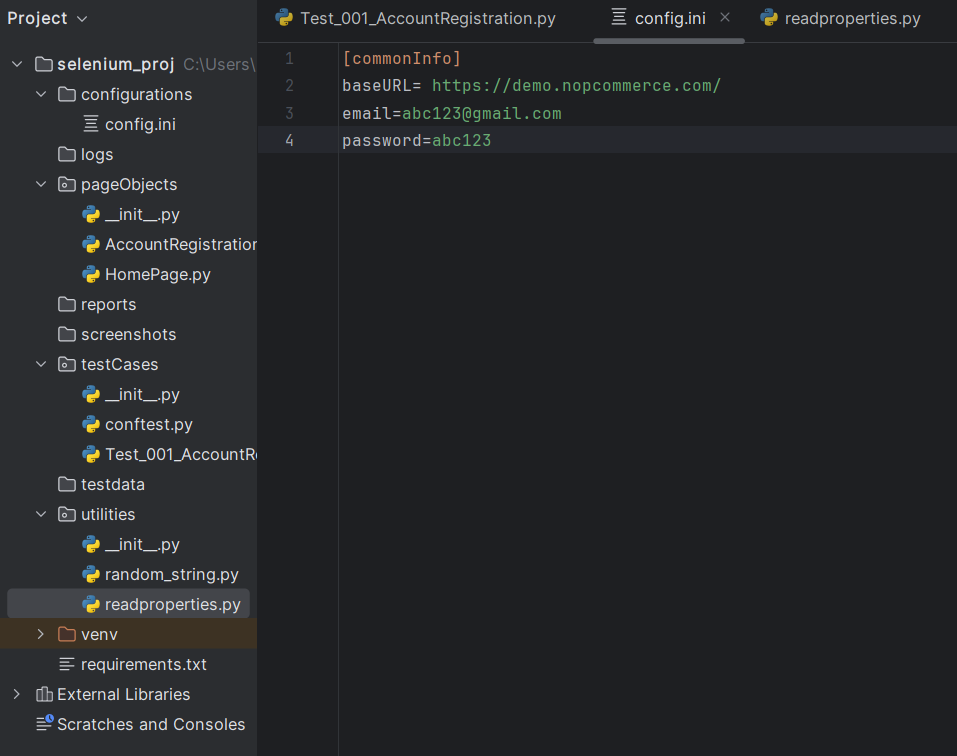 Project
selenium_proj C:\Users\
configurations
config.ini
logs
pageObjects
__init__.py
AccountRegistration
HomePage.py
reports
screenshots
testCases
__init__.py
conftest.py
Test_001_AccountRe
testdata
utilities
__init__.py
random_string.py
readproperties.py
venv
requirements.txt
External Libraries
Scratches and Consoles
Test_001_AccountRegistration.py config.ini readproperties.py
1 [commonInfo]
2 baseURL= https://demo.nopcommerce.com/
3 email=abc123@gmail.com
4 password=abc123